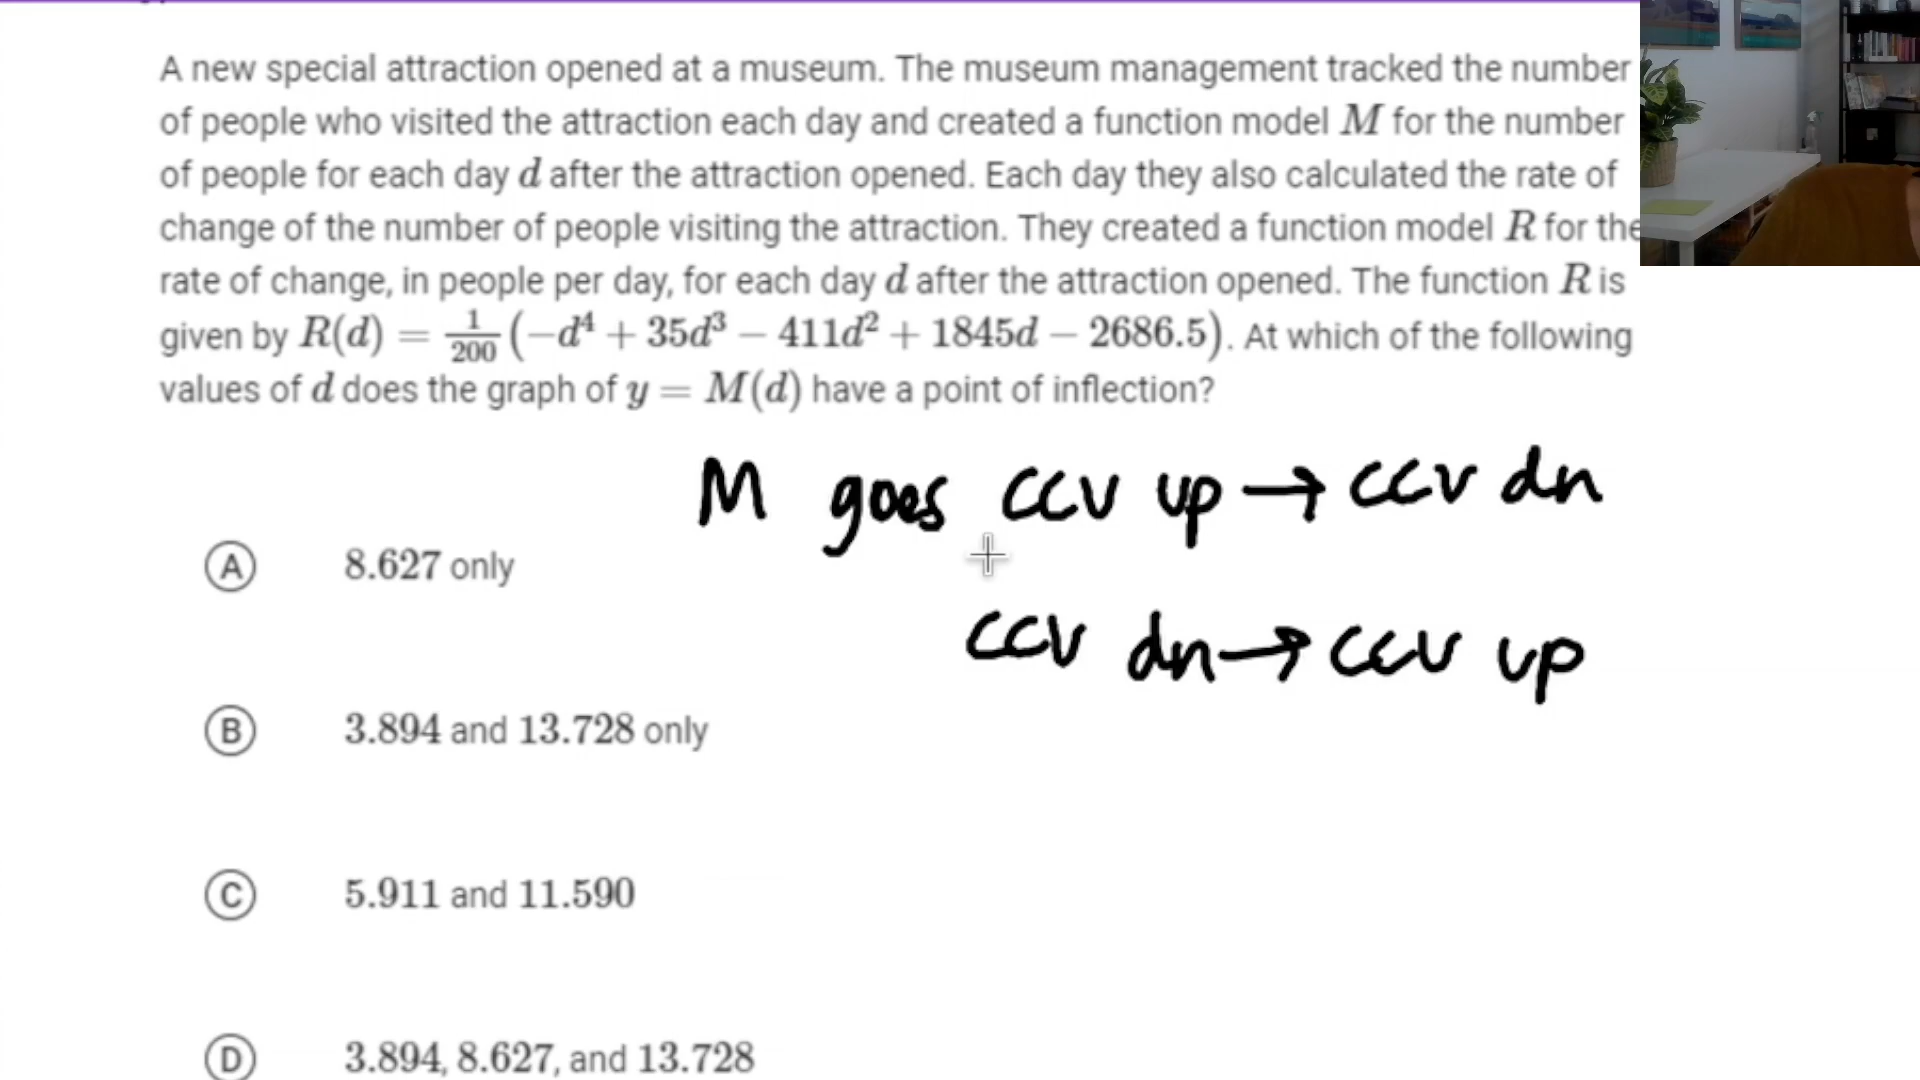 A new special attraction opened at a museum. The museum management tracked the number
of people who visited the attraction each day and created a function model M for the number
of people for each day d after the attraction opened. Each day they also calculated the rate of
change of the number of people visiting the attraction. They created a function model R for the
rate of change, in people per day, for each day d after the attraction opened. The function R is
given by R(d) = 1/200 (−d⁴ + 35d³ − 411d² + 1845d − 2686.5). At which of the following
values of d does the graph of y = M(d) have a point of inflection?
M goes ccv up → ccv dn
A 8.627 only
ccv dn → ccv up
B 3.894 and 13.728 only
C 5.911 and 11.590
D 3.894, 8.627, and 13.728